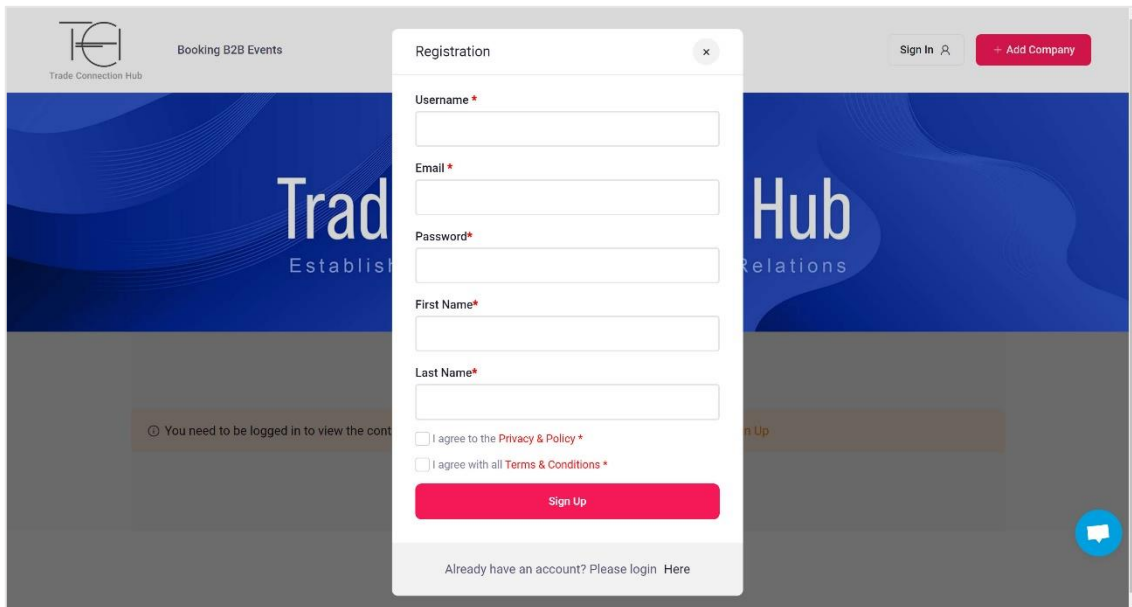 Booking B2B Events
Sign In
+ Add Company
Trade Connection Hub
Registration
×
Username *
Email *
Password*
First Name*
Last Name*
I agree to the Privacy & Policy *
I agree with all Terms & Conditions *
Sign Up
Already have an account? Please login Here
Trad Hub
Establis Relations
You need to be logged in to view the cont n Up